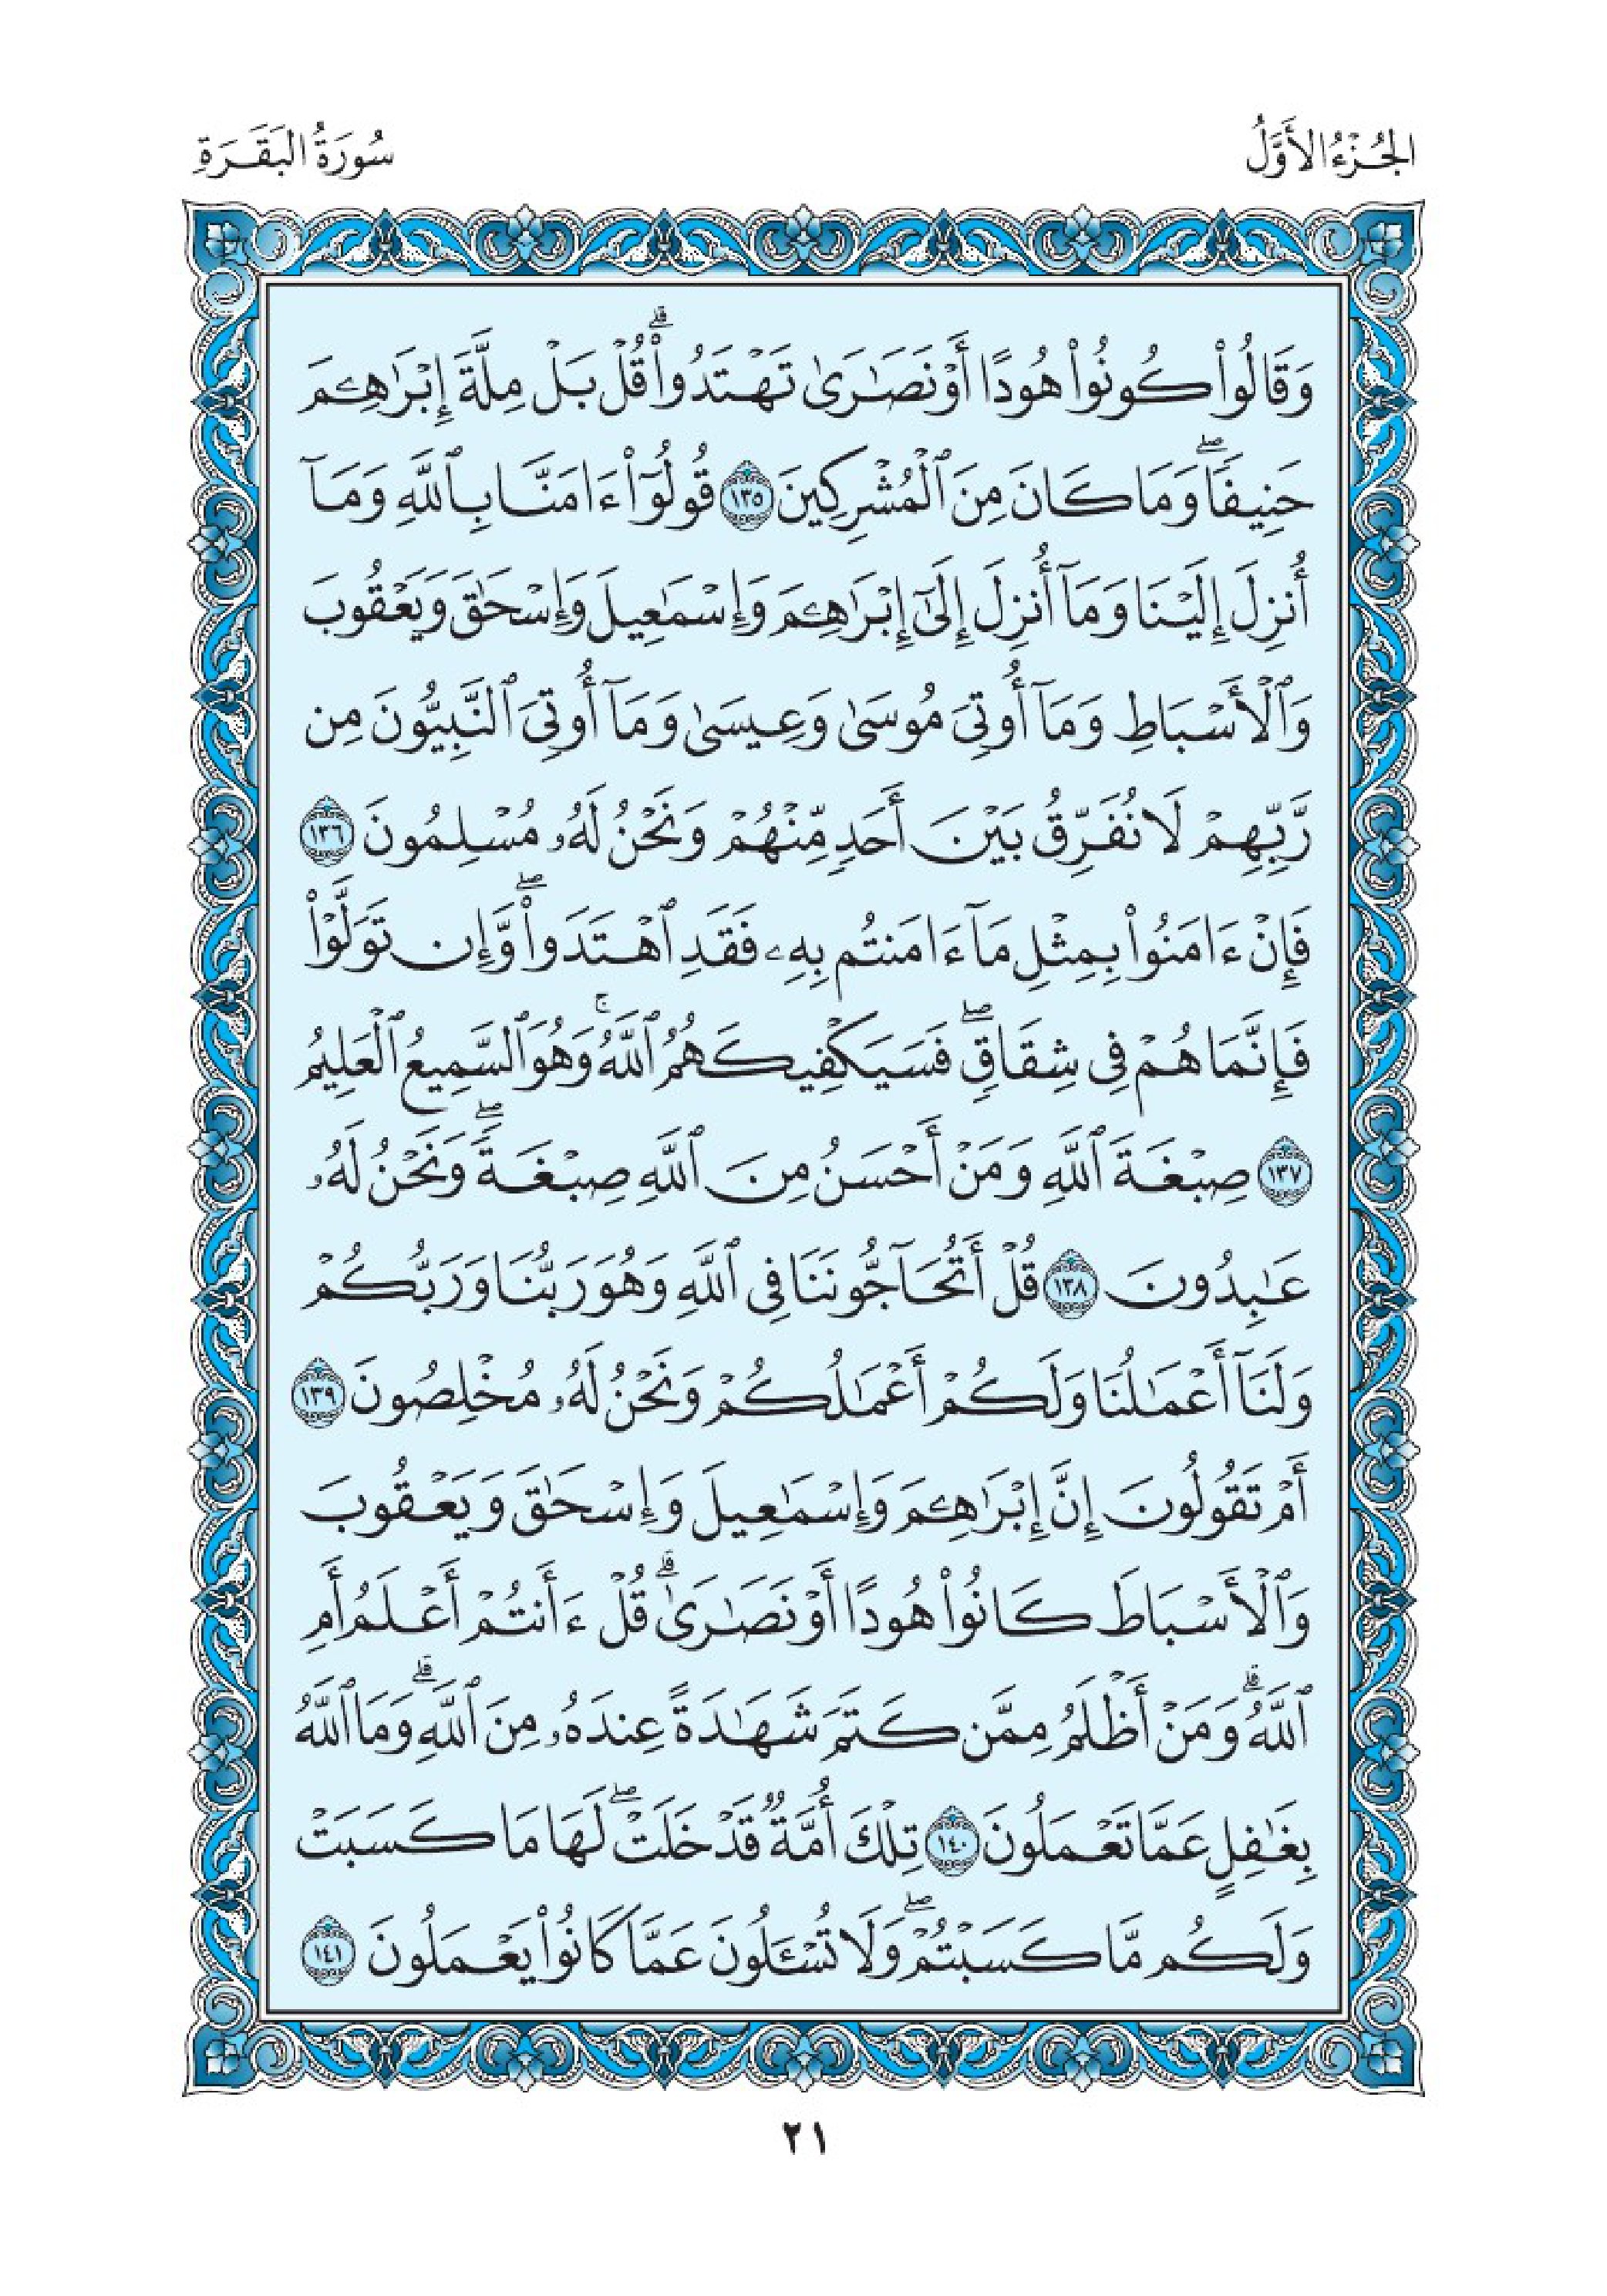 الجُزْءُ الأَوَّلُ
سُورَةُ البَقَرَةِ
وَقَالُوا۟ كُونُوا۟ هُودًا أَوْ نَصَـٰرَىٰ تَهْتَدُوا۟ ۗ قُلْ بَلْ مِلَّةَ إِبْرَٰهِـۧمَ
حَنِيفًا ۖ وَمَا كَانَ مِنَ ٱلْمُشْرِكِينَ ١٣٥ قُولُوٓا۟ ءَامَنَّا بِٱللَّهِ وَمَآ
أُنزِلَ إِلَيْنَا وَمَآ أُنزِلَ إِلَىٰٓ إِبْرَٰهِـۧمَ وَإِسْمَـٰعِيلَ وَإِسْحَـٰقَ وَيَعْقُوبَ
وَٱلْأَسْبَاطِ وَمَآ أُوتِىَ مُوسَىٰ وَعِيسَىٰ وَمَآ أُوتِىَ ٱلنَّبِيُّونَ مِن
رَّبِّهِمْ لَا نُفَرِّقُ بَيْنَ أَحَدٍ مِّنْهُمْ وَنَحْنُ لَهُۥ مُسْلِمُونَ ١٣٦
فَإِنْ ءَامَنُوا۟ بِمِثْلِ مَآ ءَامَنتُم بِهِۦ فَقَدِ ٱهْتَدَوا۟ ۖ وَّإِن تَوَلَّوْا۟
فَإِنَّمَا هُمْ فِى شِقَاقٍ ۖ فَسَيَكْفِيكَهُمُ ٱللَّهُ ۚ وَهُوَ ٱلسَّمِيعُ ٱلْعَلِيمُ
١٣٧ صِبْغَةَ ٱللَّهِ وَمَنْ أَحْسَنُ مِنَ ٱللَّهِ صِبْغَةً ۖ وَنَحْنُ لَهُۥ
عَـٰبِدُونَ ١٣٨ قُلْ أَتُحَآجُّونَنَا فِى ٱللَّهِ وَهُوَ رَبُّنَا وَرَبُّكُمْ
وَلَنَآ أَعْمَـٰلُنَا وَلَكُمْ أَعْمَـٰلُكُمْ وَنَحْنُ لَهُۥ مُخْلِصُونَ ١٣٩
أَمْ تَقُولُونَ إِنَّ إِبْرَٰهِـۧمَ وَإِسْمَـٰعِيلَ وَإِسْحَـٰقَ وَيَعْقُوبَ
وَٱلْأَسْبَاطَ كَانُوا۟ هُودًا أَوْ نَصَـٰرَىٰ ۗ قُلْ ءَأَنتُمْ أَعْلَمُ أَمِ
ٱللَّهُ ۗ وَمَنْ أَظْلَمُ مِمَّن كَتَمَ شَهَـٰدَةً عِندَهُۥ مِنَ ٱللَّهِ ۗ وَمَا ٱللَّهُ
بِغَـٰفِلٍ عَمَّا تَعْمَلُونَ ١٤٠ تِلْكَ أُمَّةٌ قَدْ خَلَتْ ۖ لَهَا مَا كَسَبَتْ
وَلَكُم مَّا كَسَبْتُمْ ۖ وَلَا تُسْـَٔلُونَ عَمَّا كَانُوا۟ يَعْمَلُونَ ١٤١
٢١